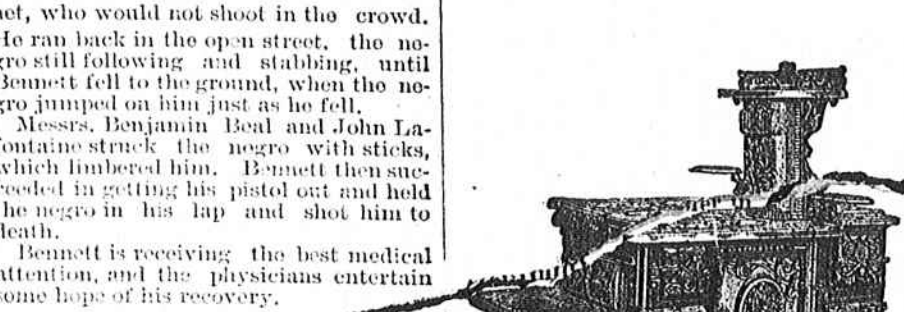 net, who would not shoot in the crowd.
He ran back in the open street, the ne-
gro still following and stabbing, until
Bennett fell to the ground, when the ne-
gro jumped on him just as he fell.
Messrs. Benjamin Beal and John La-
fontaine struck the negro with sticks,
which limbered him. Bennett then suc-
ceeded in getting his pistol out and held
the negro in his lap and shot him to
death.
Bennett is receiving the best medical
attention, and the physicians entertain
some hope of his recovery.